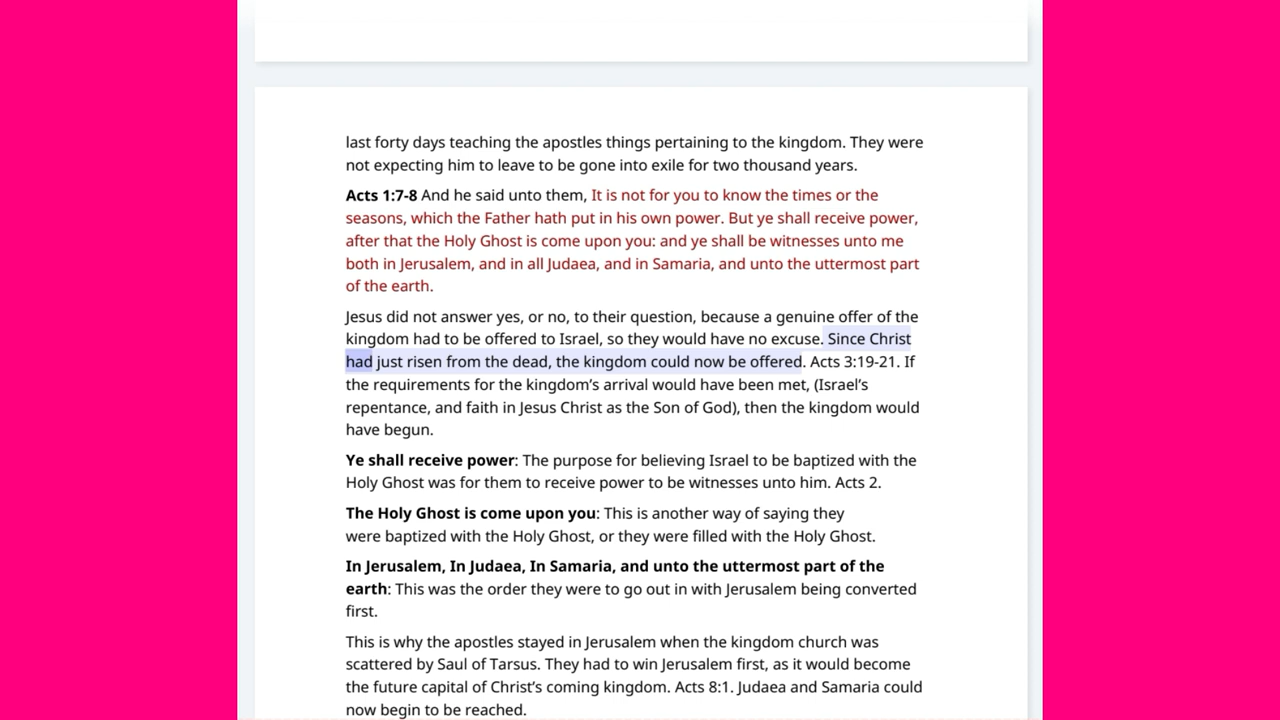 last forty days teaching the apostles things pertaining to the kingdom. They were
not expecting him to leave to be gone into exile for two thousand years.
Acts 1:7-8 And he said unto them, It is not for you to know the times or the
seasons, which the Father hath put in his own power. But ye shall receive power,
after that the Holy Ghost is come upon you: and ye shall be witnesses unto me
both in Jerusalem, and in all Judaea, and in Samaria, and unto the uttermost part
of the earth.
Jesus did not answer yes, or no, to their question, because a genuine offer of the
kingdom had to be offered to Israel, so they would have no excuse. Since Christ
had just risen from the dead, the kingdom could now be offered. Acts 3:19-21. If
the requirements for the kingdom’s arrival would have been met, (Israel’s
repentance, and faith in Jesus Christ as the Son of God), then the kingdom would
have begun.
Ye shall receive power: The purpose for believing Israel to be baptized with the
Holy Ghost was for them to receive power to be witnesses unto him. Acts 2.
The Holy Ghost is come upon you: This is another way of saying they
were baptized with the Holy Ghost, or they were filled with the Holy Ghost.
In Jerusalem, In Judaea, In Samaria, and unto the uttermost part of the
earth: This was the order they were to go out in with Jerusalem being converted
first.
This is why the apostles stayed in Jerusalem when the kingdom church was
scattered by Saul of Tarsus. They had to win Jerusalem first, as it would become
the future capital of Christ’s coming kingdom. Acts 8:1. Judaea and Samaria could
now begin to be reached.